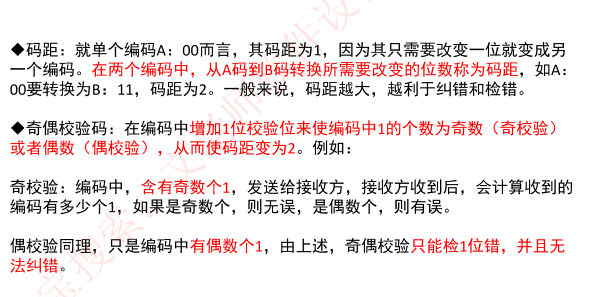 ◆码距：就单个编码A：00而言，其码距为1，因为其只需要改变一位就变成另
一个编码。在两个编码中，从A码到B码转换所需要改变的位数称为码距，如A：
00要转换为B：11，码距为2。一般来说，码距越大，越利于纠错和检错。
◆奇偶校验码：在编码中增加1位校验位来使编码中1的个数为奇数（奇校验）
或者偶数（偶校验），从而使码距变为2。例如：
奇校验：编码中，含有奇数个1，发送给接收方，接收方收到后，会计算收到的
编码有多少个1，如果是奇数个，则无误，是偶数个，则有误。
偶校验同理，只是编码中有偶数个1，由上述，奇偶校验只能检1位错，并且无
法纠错。